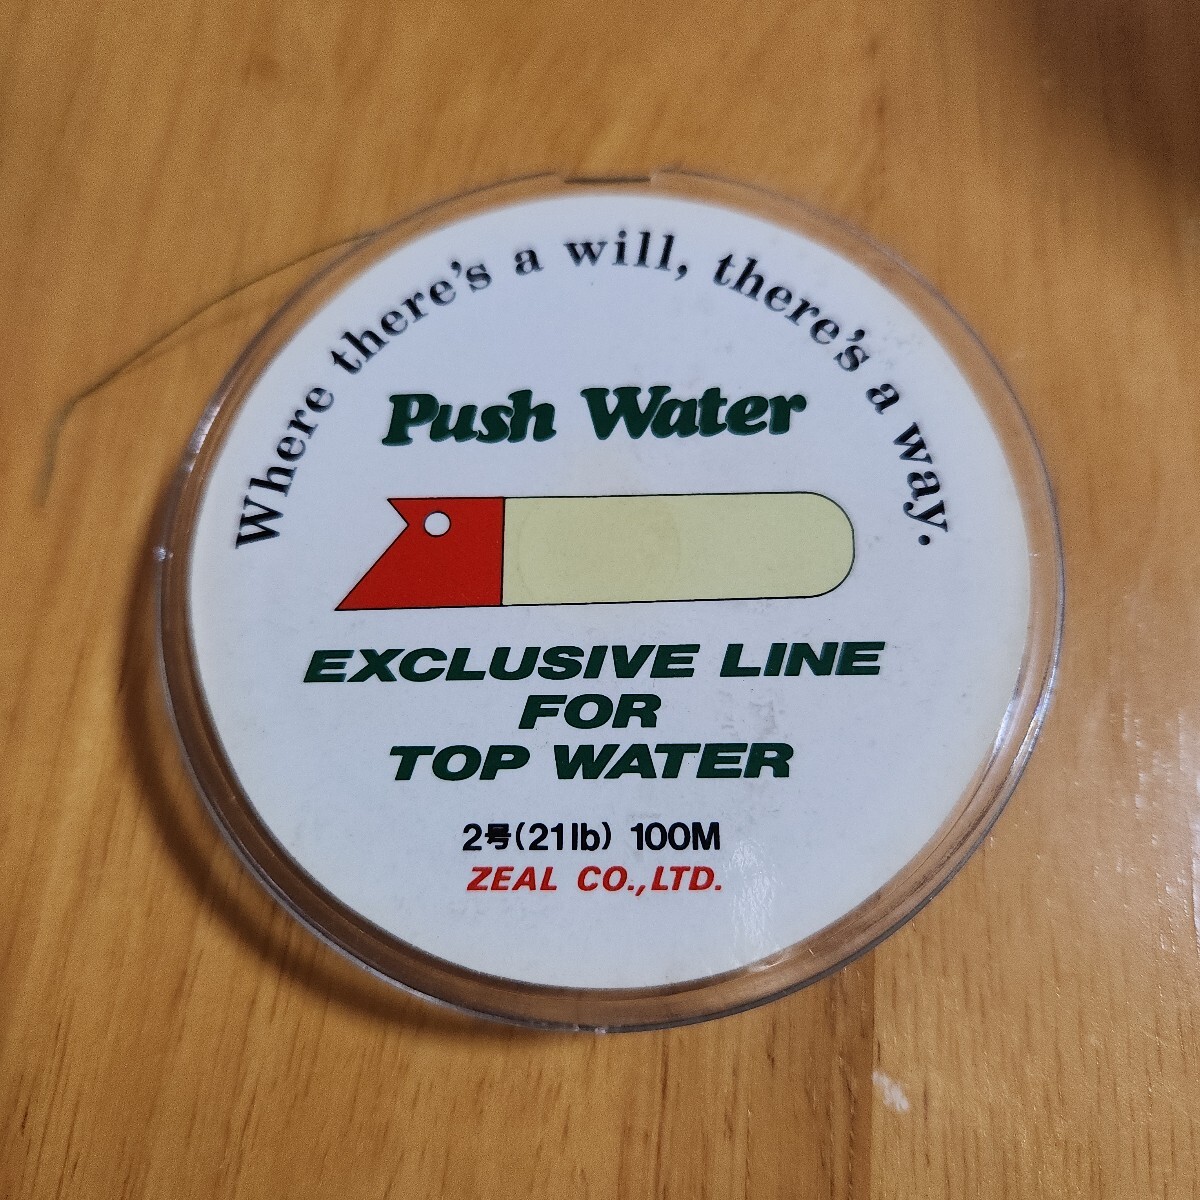 Where there's a will, there's a way.
Push Water
EXCLUSIVE LINE
FOR
TOP WATER
2号(21lb) 100M
ZEAL CO.,LTD.